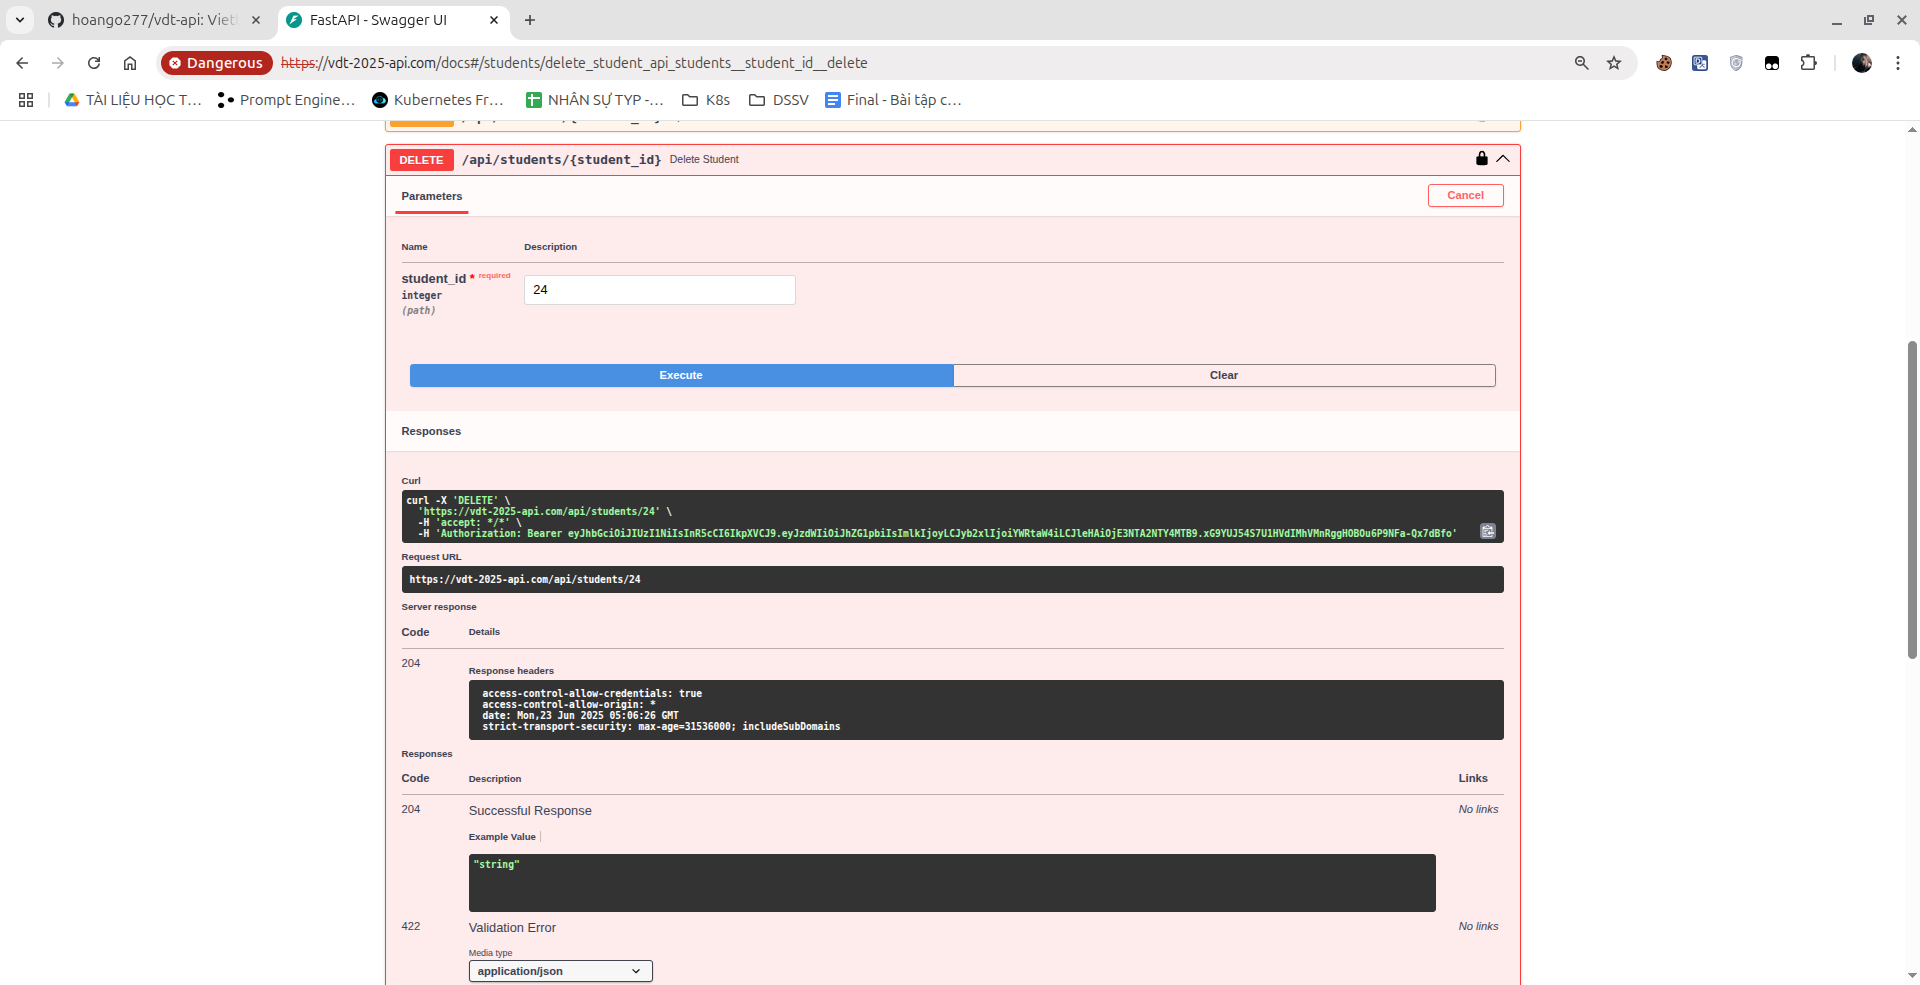 hoango277/vdt-api: Viet
FastAPI - Swagger UI
Dangerous
https://vdt-2025-api.com/docs#/students/delete_student_api_students__student_id__delete
TÀI LIỆU HỌC T...
Prompt Engine...
Kubernetes Fr...
NHÂN SỰ TYP -...
K8s
DSSV
Final - Bài tập c...
DELETE /api/students/{student_id} Delete Student
Parameters
Cancel
Name Description
student_id * required
integer
(path)
24
Execute
Clear
Responses
Curl
curl -X 'DELETE' \
'https://vdt-2025-api.com/api/students/24' \
-H 'accept: */*' \
-H 'Authorization: Bearer eyJhbGciOiJIUzI1NiIsInR5cCI6IkpXVCJ9.eyJzdWIiOiJhZG1pbiIsImlkIjoyLCJyb2xlIjoiYWRtaW4iLCJleHAiOjE3NTA2NTY4MTB9.xG9YUJ54S7U1HVdIMhVMnRggHOBOu6P9NFa-Qx7dBfo'
Request URL
https://vdt-2025-api.com/api/students/24
Server response
Code Details
204
Response headers
access-control-allow-credentials: true
access-control-allow-origin: *
date: Mon,23 Jun 2025 05:06:26 GMT
strict-transport-security: max-age=31536000; includeSubDomains
Responses
Code Description Links
204 Successful Response No links
Example Value
"string"
422 Validation Error No links
Media type
application/json